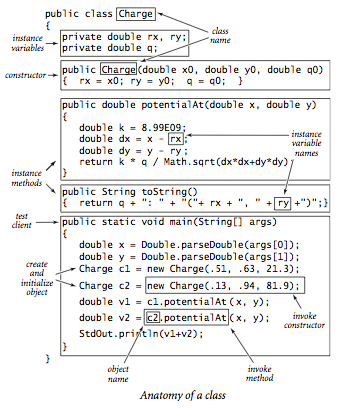 public class Charge
{
instance
variables
class
name
private double rx, ry;
private double q;
constructor
public Charge(double x0, double y0, double q0)
{ rx = x0; ry = y0; q = q0; }
public double potentialAt(double x, double y)
{
double k = 8.99E09;
double dx = x - rx;
double dy = y - ry;
return k * q / Math.sqrt(dx*dx+dy*dy)
}
instance
variable
names
instance
methods
public String toString()
{ return q + ": " + "("+ rx + ", " + ry +")";}
test
client
public static void main(String[] args)
{
double x = Double.parseDouble(args[0]);
double y = Double.parseDouble(args[1]);
Charge c1 = new Charge(.51, .63, 21.3);
Charge c2 = new Charge(.13, .94, 81.9);
double v1 = c1.potentialAt(x, y);
double v2 = c2.potentialAt(x, y);
StdOut.println(v1+v2);
}
}
create
and
initialize
object
invoke
constructor
object
name
invoke
method
Anatomy of a class